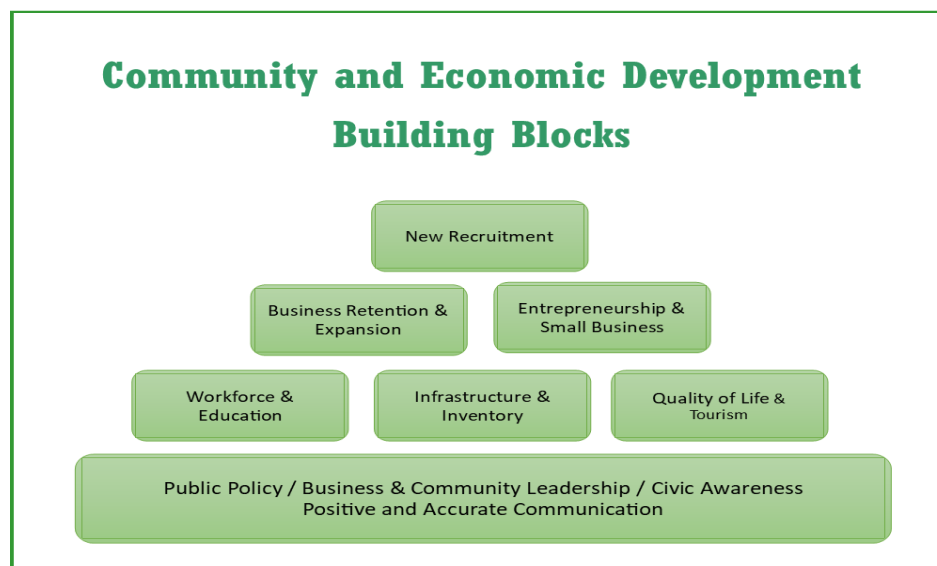 Community and Economic Development
Building Blocks
New Recruitment
Business Retention &
Expansion
Entrepreneurship &
Small Business
Workforce &
Education
Infrastructure &
Inventory
Quality of Life &
Tourism
Public Policy / Business & Community Leadership / Civic Awareness
Positive and Accurate Communication